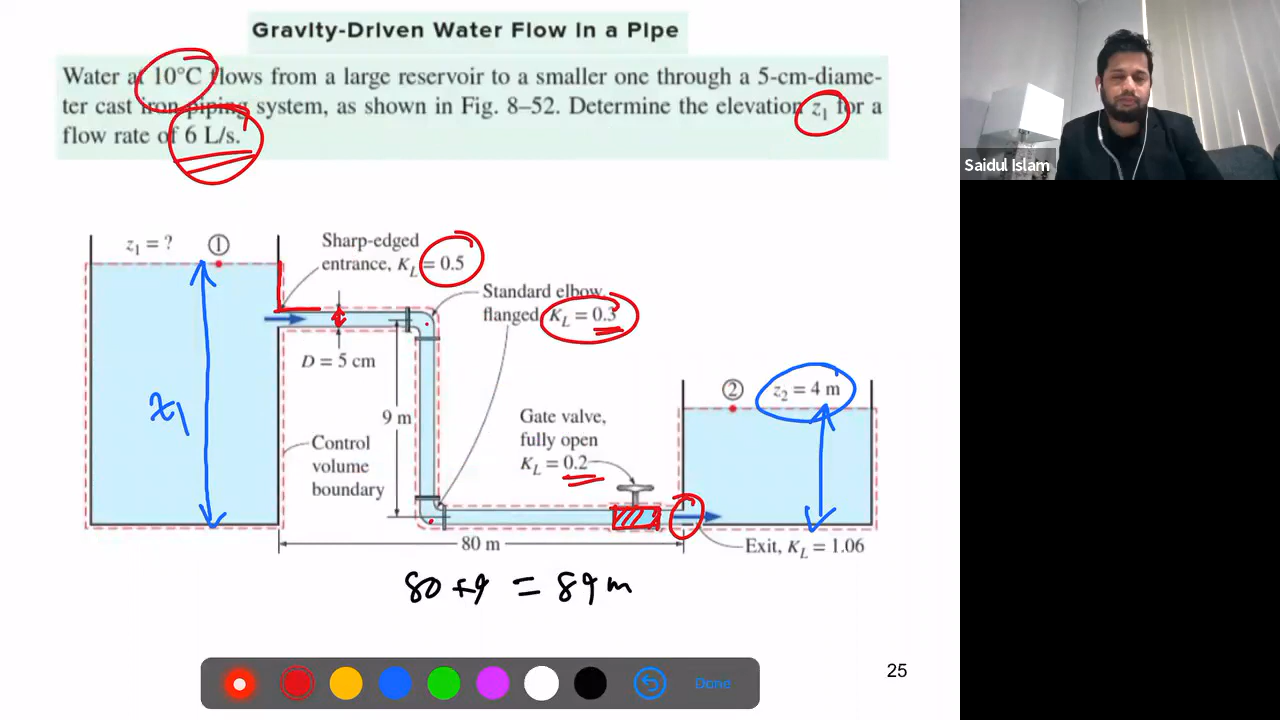 Gravity-Driven Water Flow in a Pipe
Water at 10°C flows from a large reservoir to a smaller one through a 5-cm-diame-
ter cast iron piping system, as shown in Fig. 8–52. Determine the elevation z₁ for a
flow rate of 6 L/s.
Saidul Islam
z₁ = ?
①
Sharp-edged
entrance, K_L = 0.5
Standard elbow,
flanged, K_L = 0.3
D = 5 cm
② z₂ = 4 m
z₁
9 m
Gate valve,
fully open
K_L = 0.2
Control
volume
boundary
80 m
Exit, K_L = 1.06
80 + 9 = 89 m
25
Done